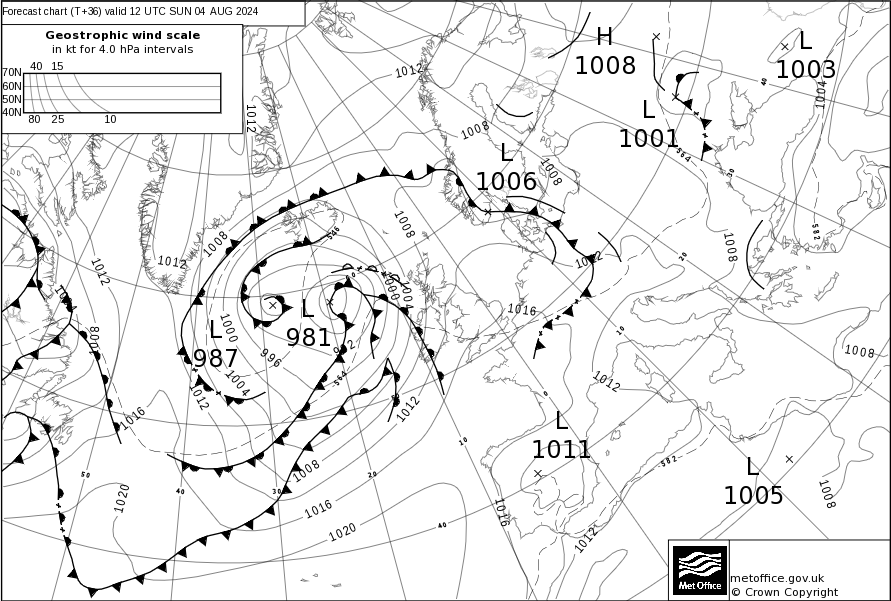 Forecast chart (T+36) valid 12 UTC SUN 04 AUG 2024
Geostrophic wind scale
in kt for 4.0 hPa intervals
40 15
70N
60N
50N
40N
80 25 10
H
1008
L
1003
L
1001
L
1006
L
981
L
987
L
1011
L
1005
1012
1012
1008
1004
1008
564
30
40
582
1008
1008
1008
546
1012
1012
1012
20
1000
1004
1016
1000
1008
996
992
564
10
1008
1004
1012
1012
1012
0
1016
10
582
50
40
30
20
40
1020
1008
1016
1020
1016
1012
1008
Met Office
metoffice.gov.uk
© Crown Copyright